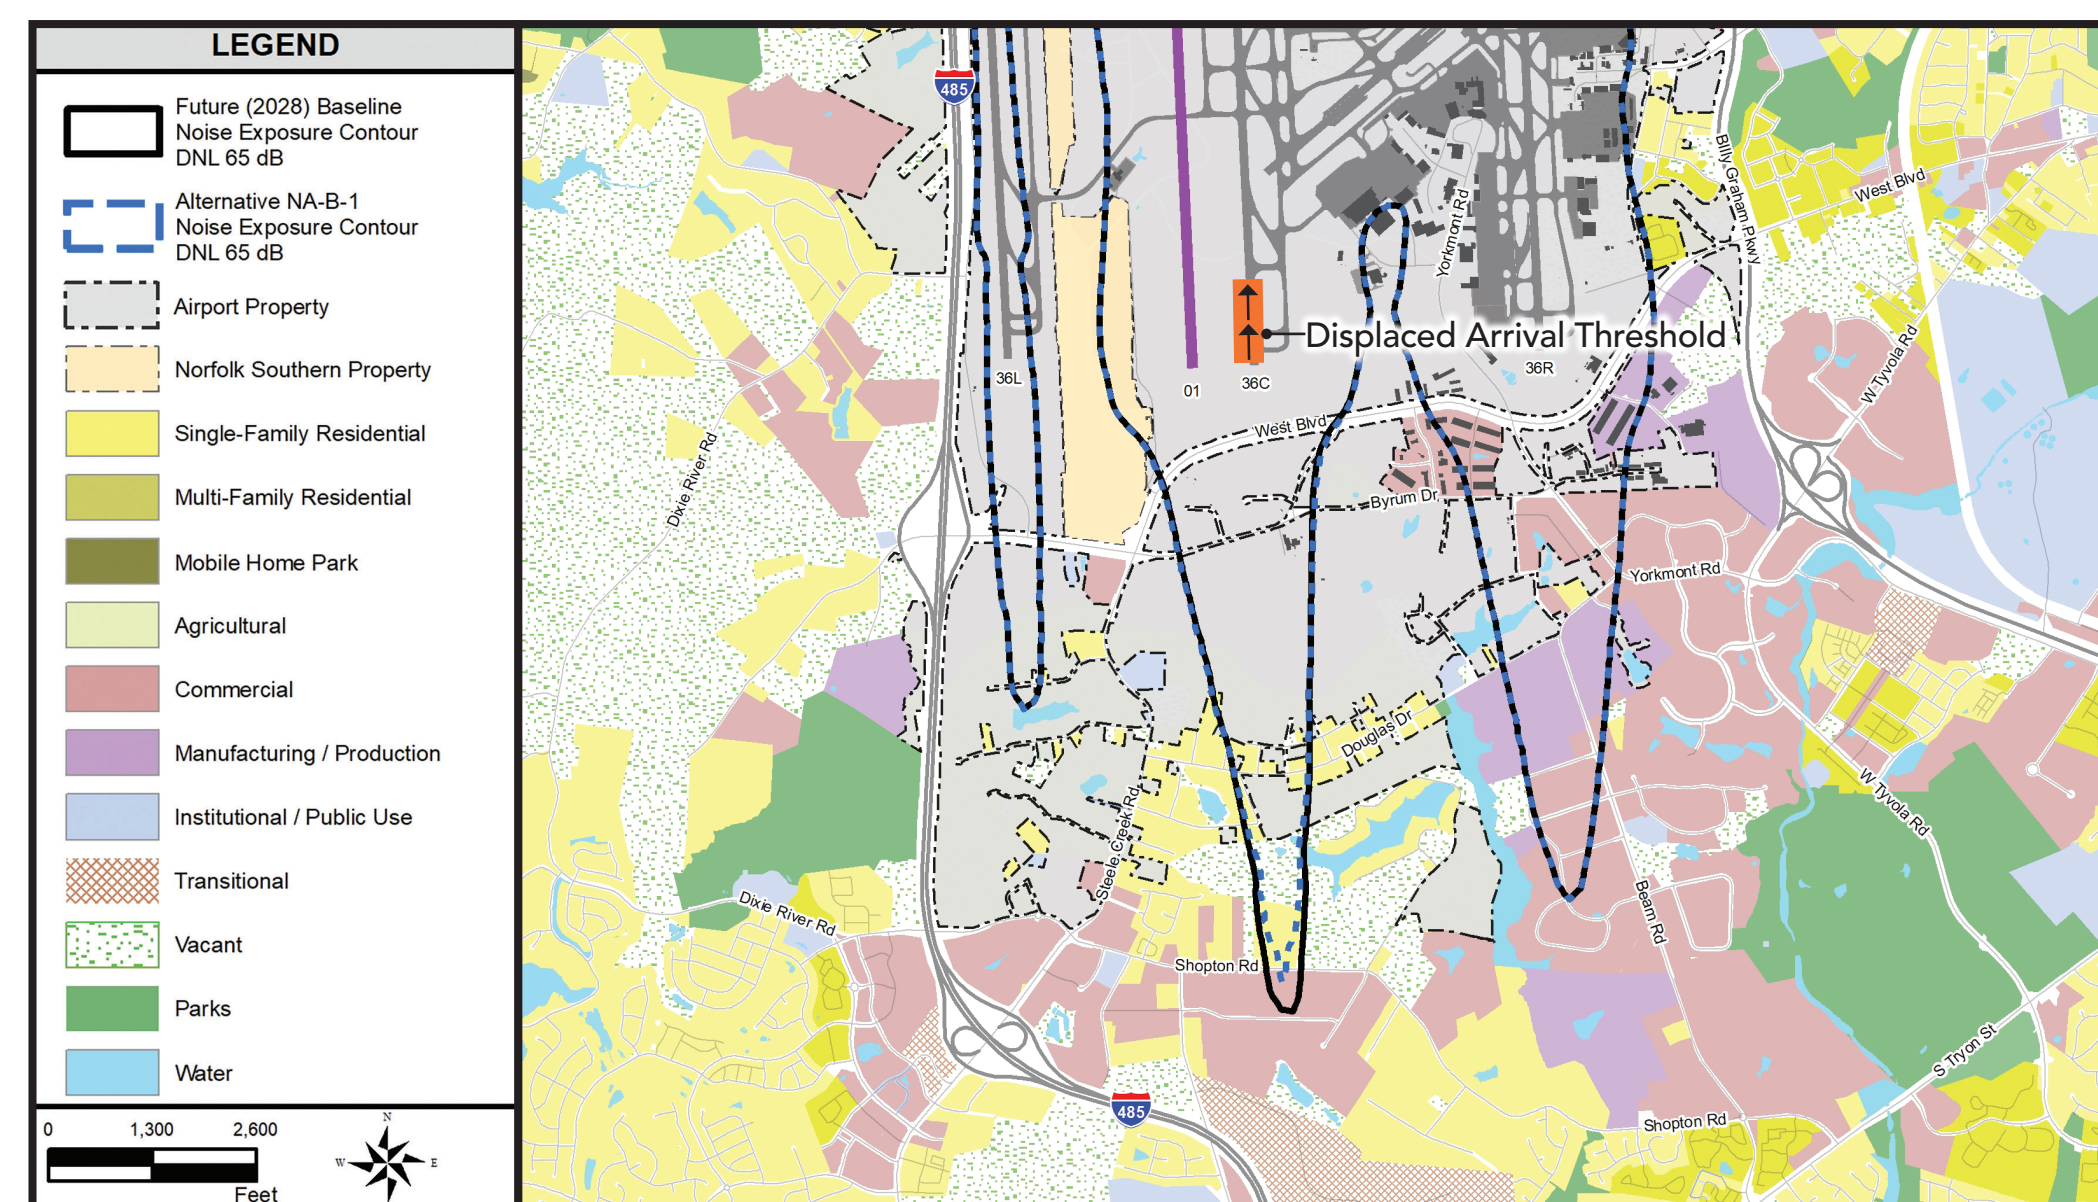 LEGEND
Future (2028) Baseline
Noise Exposure Contour
DNL 65 dB
Alternative NA-B-1
Noise Exposure Contour
DNL 65 dB
Airport Property
Norfolk Southern Property
Single-Family Residential
Multi-Family Residential
Mobile Home Park
Agricultural
Commercial
Manufacturing / Production
Institutional / Public Use
Transitional
Vacant
Parks
Water
0 1,300 2,600
Feet
N
W E
485
Billy Graham Pkwy
West Blvd
Yorkmont Rd
Displaced Arrival Threshold
36L
01
36C
36R
W Tyvola Rd
West Blvd
Dixie River Rd
Byrum Dr
Yorkmont Rd
Douglas Dr
Steele Creek Rd
W Tyvola Rd
Dixie River Rd
Beam Rd
Shopton Rd
S Tryon St
485
Shopton Rd